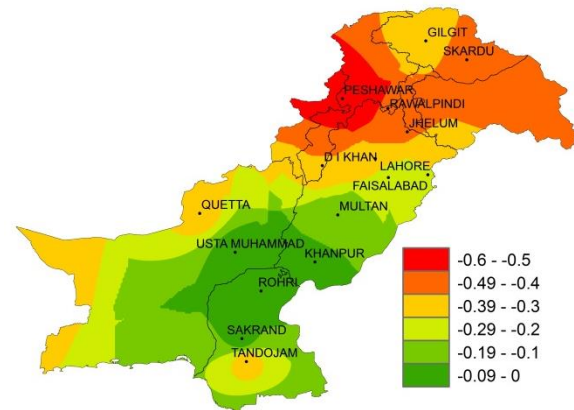 GILGIT
SKARDU
PESHAWAR
RAWALPINDI
JHELUM
D I KHAN
LAHORE
FAISALABAD
QUETTA
MULTAN
USTA MUHAMMAD
KHANPUR
ROHRI
SAKRAND
TANDOJAM
-0.6 - -0.5
-0.49 - -0.4
-0.39 - -0.3
-0.29 - -0.2
-0.19 - -0.1
-0.09 - 0